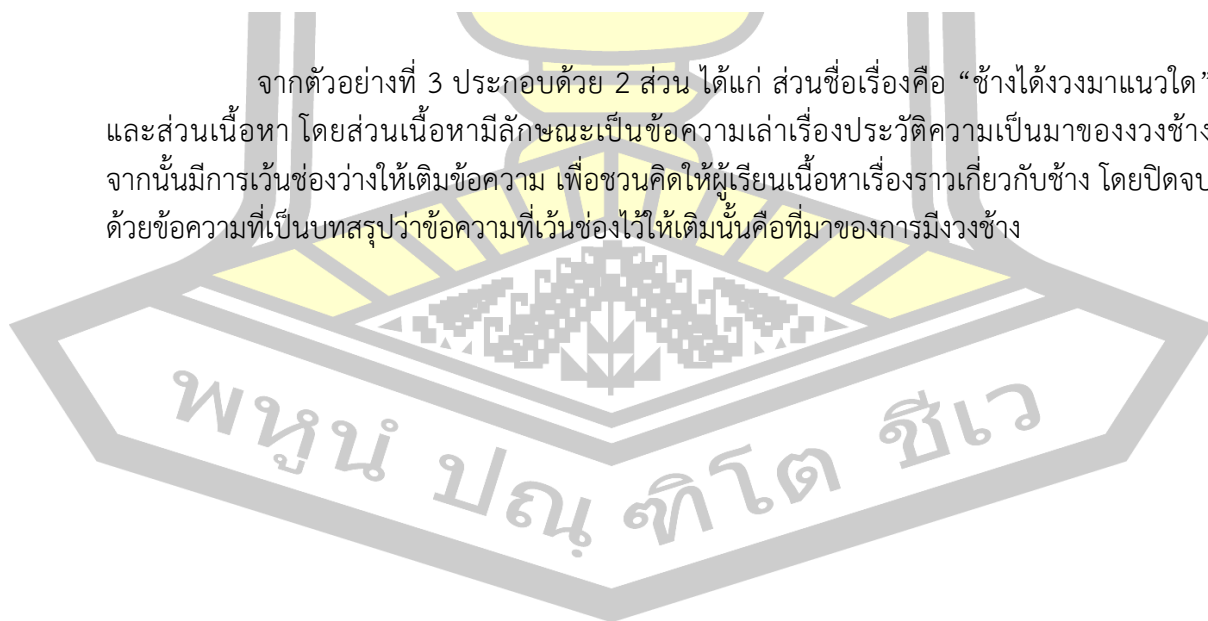 จากตัวอย่างที่ 3 ประกอบด้วย 2 ส่วน ได้แก่ ส่วนชื่อเรื่องคือ “ช้างได้งวงมาแนวใด”
และส่วนเนื้อหา โดยส่วนเนื้อหามีลักษณะเป็นข้อความเล่าเรื่องประวัติความเป็นมาของงวงช้าง
จากนั้นมีการเว้นช่องว่างให้เติมข้อความ เพื่อชวนคิดให้ผู้เรียนเนื้อหาเรื่องราวเกี่ยวกับช้าง โดยปิดจบ
ด้วยข้อความที่เป็นบทสรุปว่าข้อความที่เว้นช่องไว้ให้เติมนั้นคือที่มาของการมีงวงช้าง
พหูนํ ปณฺฑิโต ชีเว